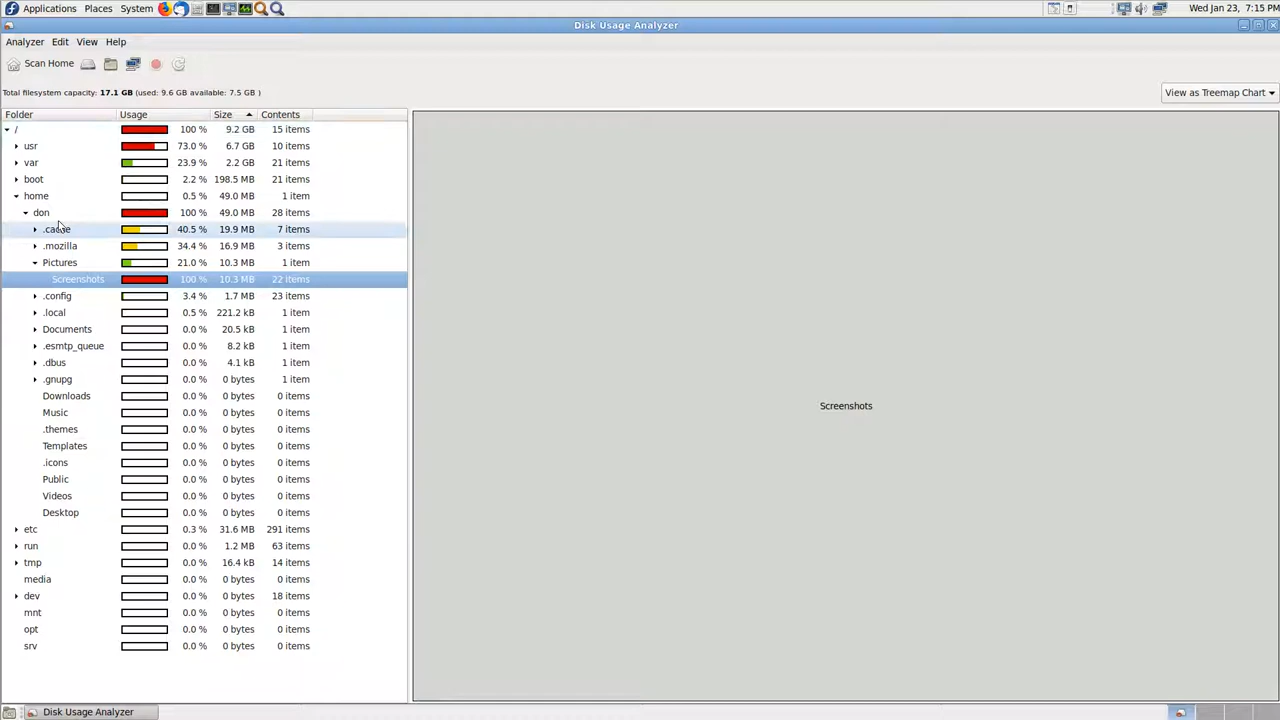 Applications Places System Wed Jan 23, 7:15 PM
Disk Usage Analyzer
Analyzer Edit View Help
Scan Home
Total filesystem capacity: 17.1 GB (used: 9.6 GB available: 7.5 GB )
View as Treemap Chart
Folder Usage Size Contents
/ 100 % 9.2 GB 15 items
usr 73.0 % 6.7 GB 10 items
var 23.9 % 2.2 GB 21 items
boot 2.2 % 198.5 MB 21 items
home 0.5 % 49.0 MB 1 item
don 100 % 49.0 MB 28 items
.cache 40.5 % 19.9 MB 7 items
.mozilla 34.4 % 16.9 MB 3 items
Pictures 21.0 % 10.3 MB 1 item
Screenshots 100 % 10.3 MB 22 items
.config 3.4 % 1.7 MB 23 items
.local 0.5 % 221.2 kB 1 item
Documents 0.0 % 20.5 kB 1 item
.esmtp_queue 0.0 % 8.2 kB 1 item
.dbus 0.0 % 4.1 kB 1 item
.gnupg 0.0 % 0 bytes 1 item
Downloads 0.0 % 0 bytes 0 items
Music 0.0 % 0 bytes 0 items
.themes 0.0 % 0 bytes 0 items
Templates 0.0 % 0 bytes 0 items
.icons 0.0 % 0 bytes 0 items
Public 0.0 % 0 bytes 0 items
Videos 0.0 % 0 bytes 0 items
Desktop 0.0 % 0 bytes 0 items
etc 0.3 % 31.6 MB 291 items
run 0.0 % 1.2 MB 63 items
tmp 0.0 % 16.4 kB 14 items
media 0.0 % 0 bytes 0 items
dev 0.0 % 0 bytes 18 items
mnt 0.0 % 0 bytes 0 items
opt 0.0 % 0 bytes 0 items
srv 0.0 % 0 bytes 0 items
Screenshots
Disk Usage Analyzer